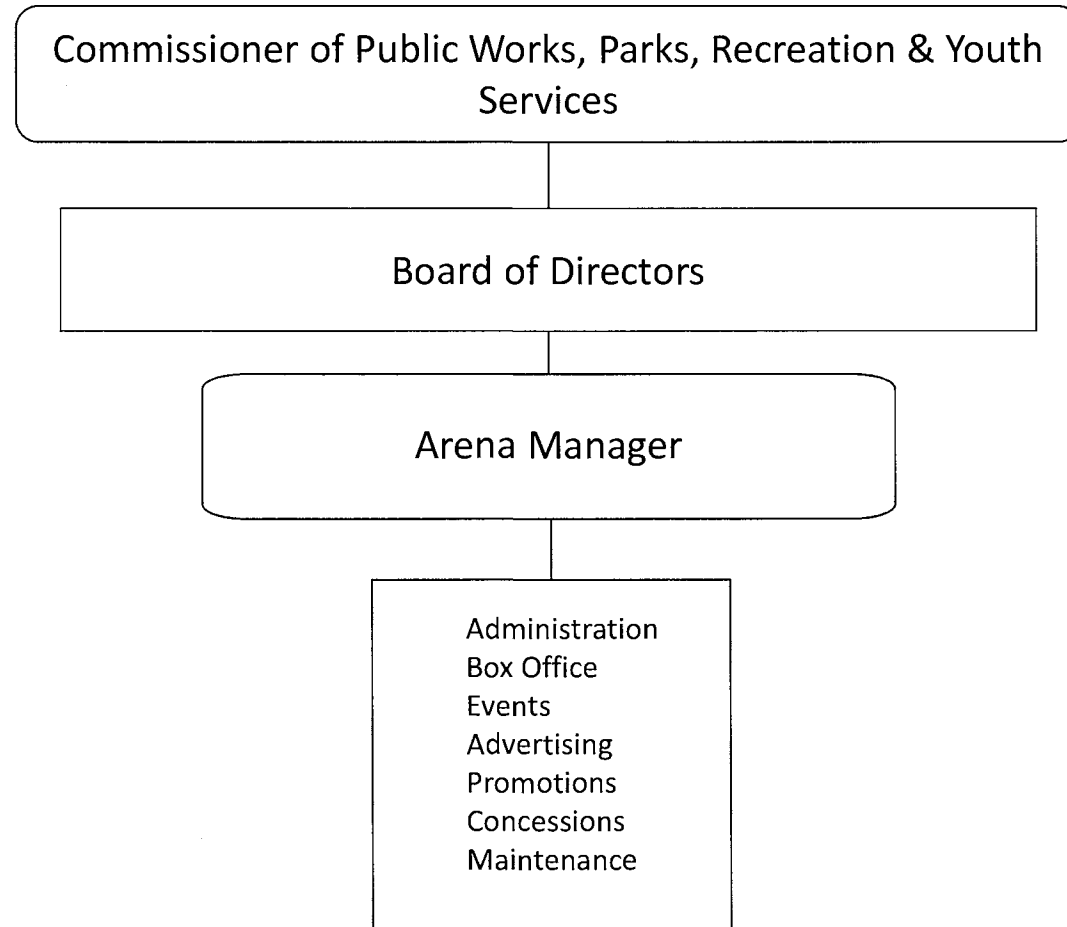 Commissioner of Public Works, Parks, Recreation & Youth
Services
Board of Directors
Arena Manager
Administration
Box Office
Events
Advertising
Promotions
Concessions
Maintenance